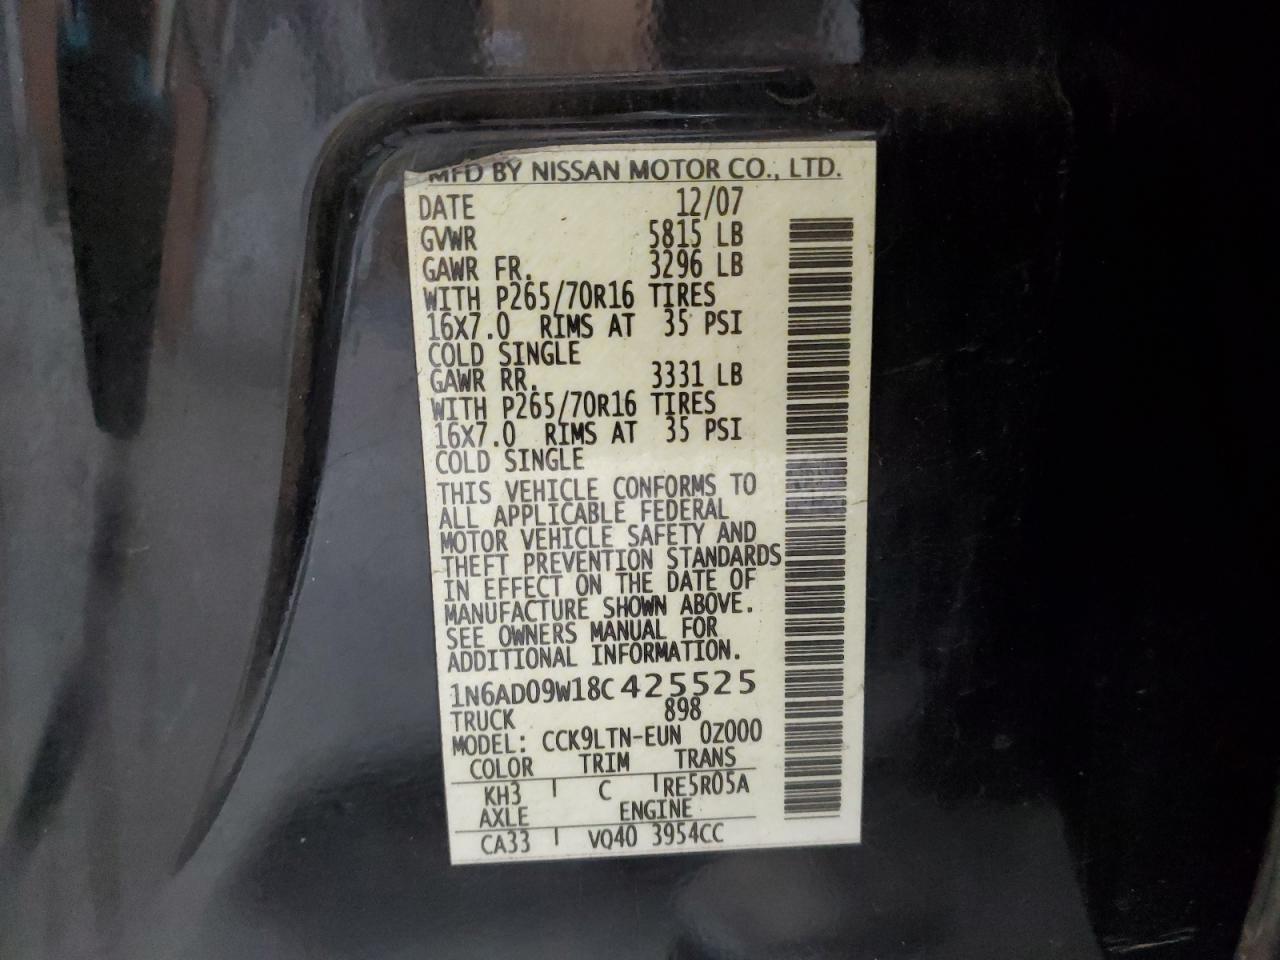 MFD BY NISSAN MOTOR CO., LTD.
DATE 12/07
GVWR 5815 LB
GAWR FR. 3296 LB
WITH P265/70R16 TIRES
16X7.0 RIMS AT 35 PSI
COLD SINGLE
GAWR RR. 3331 LB
WITH P265/70R16 TIRES
16X7.0 RIMS AT 35 PSI
COLD SINGLE
THIS VEHICLE CONFORMS TO
ALL APPLICABLE FEDERAL
MOTOR VEHICLE SAFETY AND
THEFT PREVENTION STANDARDS
IN EFFECT ON THE DATE OF
MANUFACTURE SHOWN ABOVE.
SEE OWNERS MANUAL FOR
ADDITIONAL INFORMATION.
1N6AD09W18C425525
TRUCK 898
MODEL: CCK9LTN-EUN 0Z000
COLOR TRIM TRANS
KH3 C RE5R05A
AXLE ENGINE
CA33 VQ40 3954CC